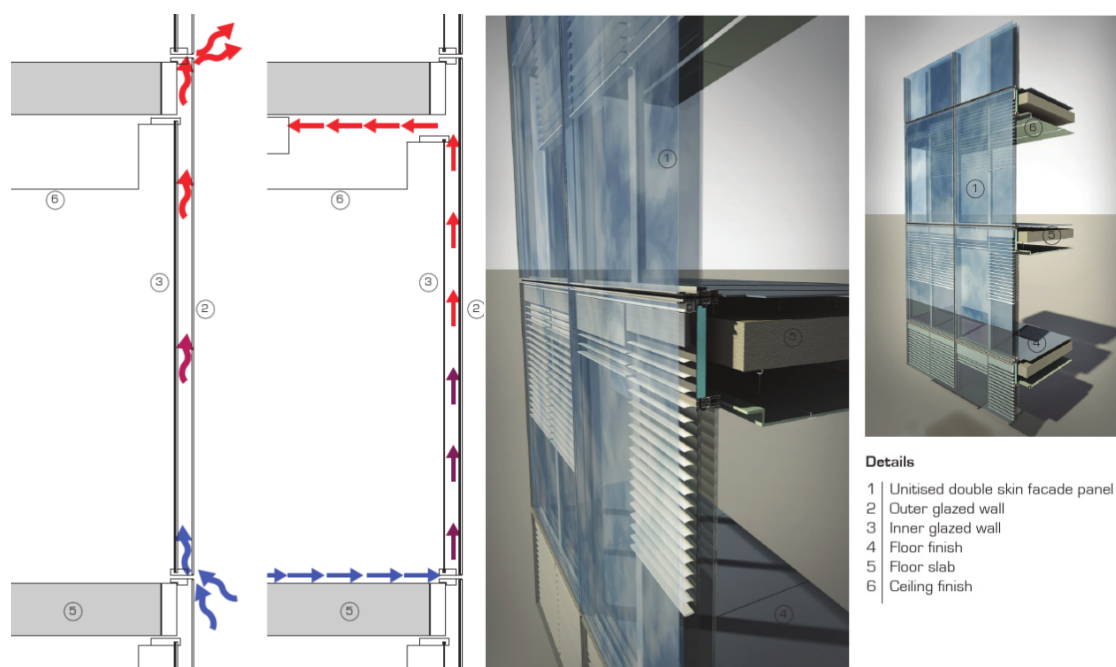 6
3
2
5
6
3
2
5
1
5
4
6
1
5
4
Details
1 Unitised double skin facade panel
2 Outer glazed wall
3 Inner glazed wall
4 Floor finish
5 Floor slab
6 Ceiling finish